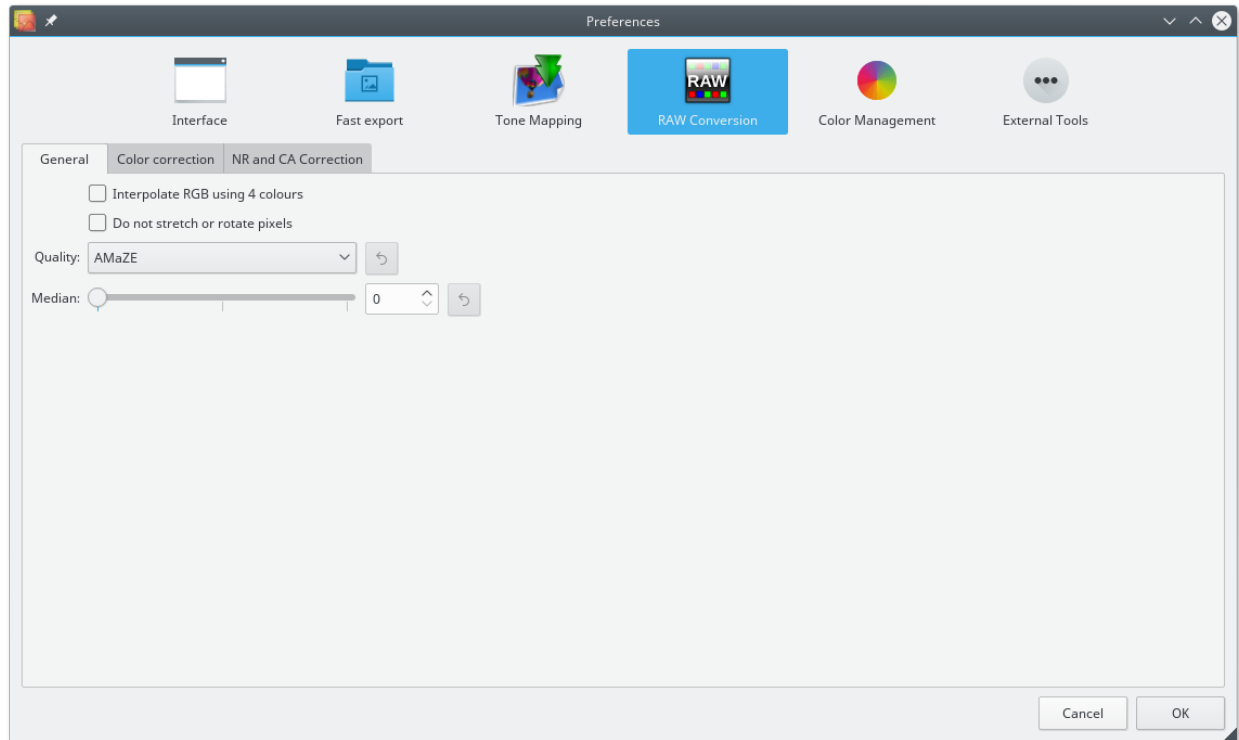 Preferences
RAW
Interface Fast export Tone Mapping RAW Conversion Color Management External Tools
General Color correction NR and CA Correction
Interpolate RGB using 4 colours
Do not stretch or rotate pixels
Quality: AMaZE
Median: 0
Cancel OK